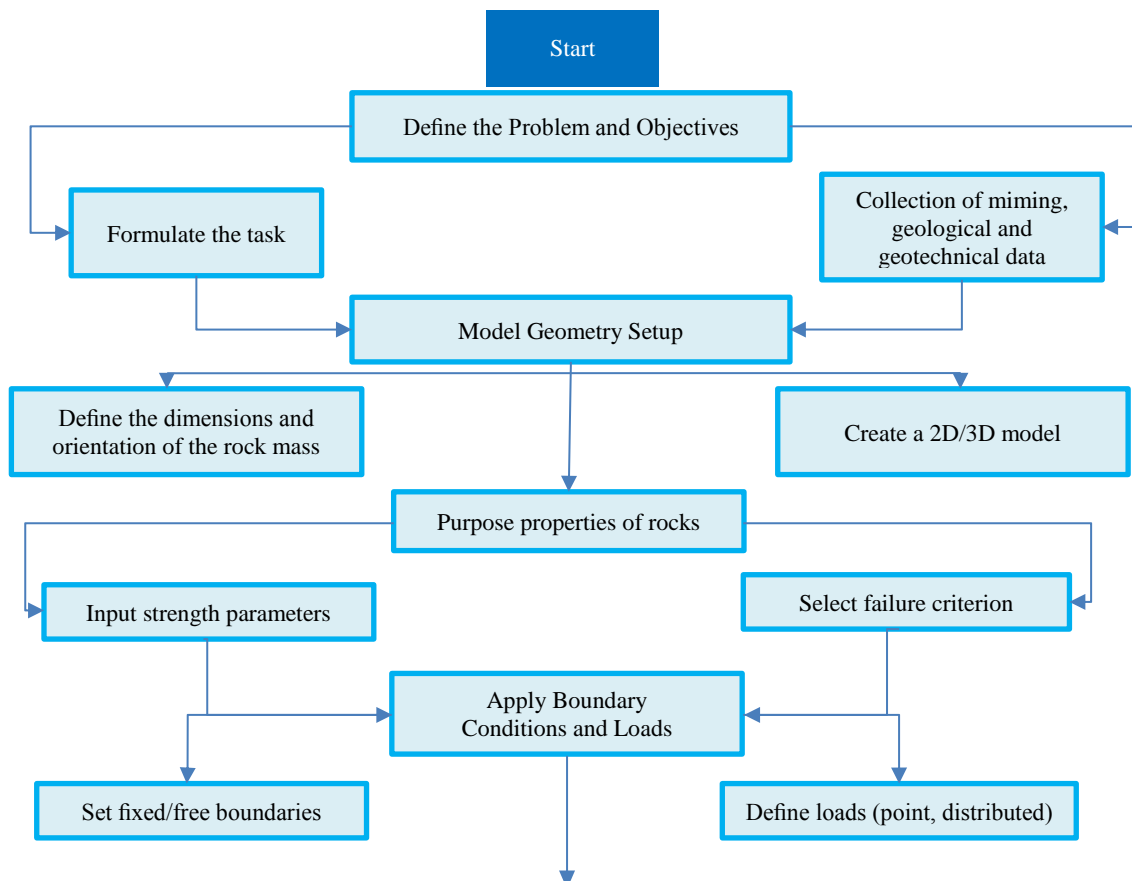 Start
Define the Problem and Objectives
Formulate the task
Collection of miming,
geological and
geotechnical data
Model Geometry Setup
Define the dimensions and
orientation of the rock mass
Create a 2D/3D model
Purpose properties of rocks
Input strength parameters
Select failure criterion
Apply Boundary
Conditions and Loads
Set fixed/free boundaries
Define loads (point, distributed)